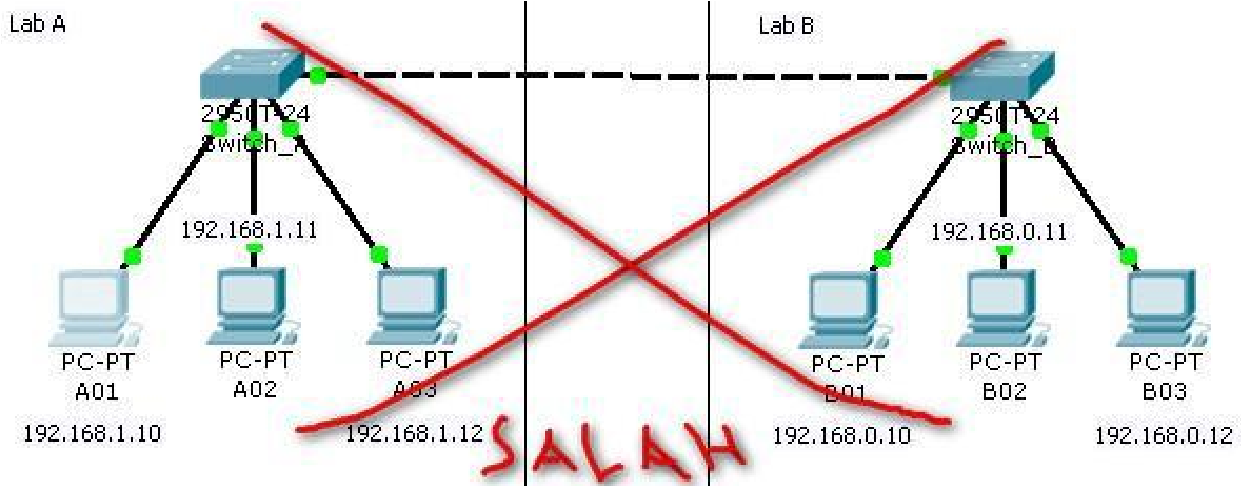 Lab A
Lab B
2950T-24
Switch_A
2950T-24
Switch_B
192.168.1.11
192.168.0.11
PC-PT
A01
PC-PT
A02
PC-PT
A03
PC-PT
B01
PC-PT
B02
PC-PT
B03
192.168.1.10
192.168.1.12
192.168.0.10
192.168.0.12
SALAH